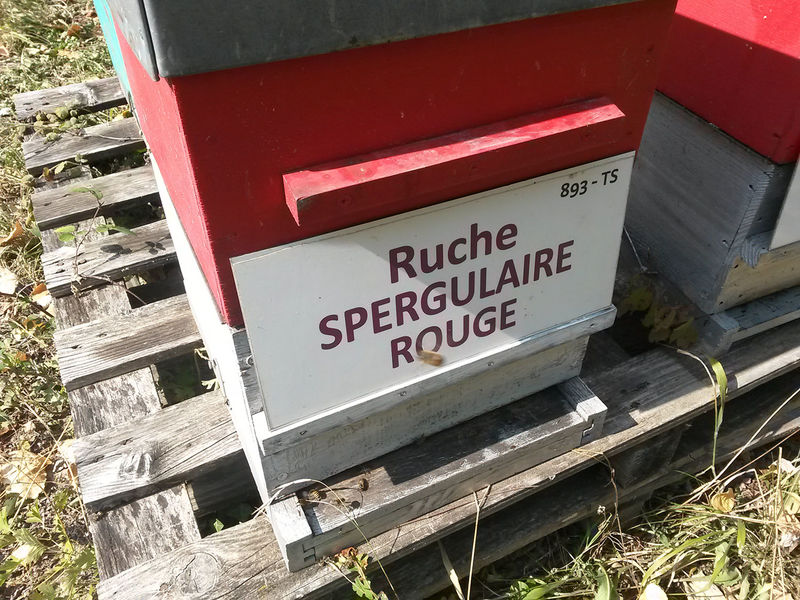 893 - TS
Ruche
SPERGULAIRE
ROUGE